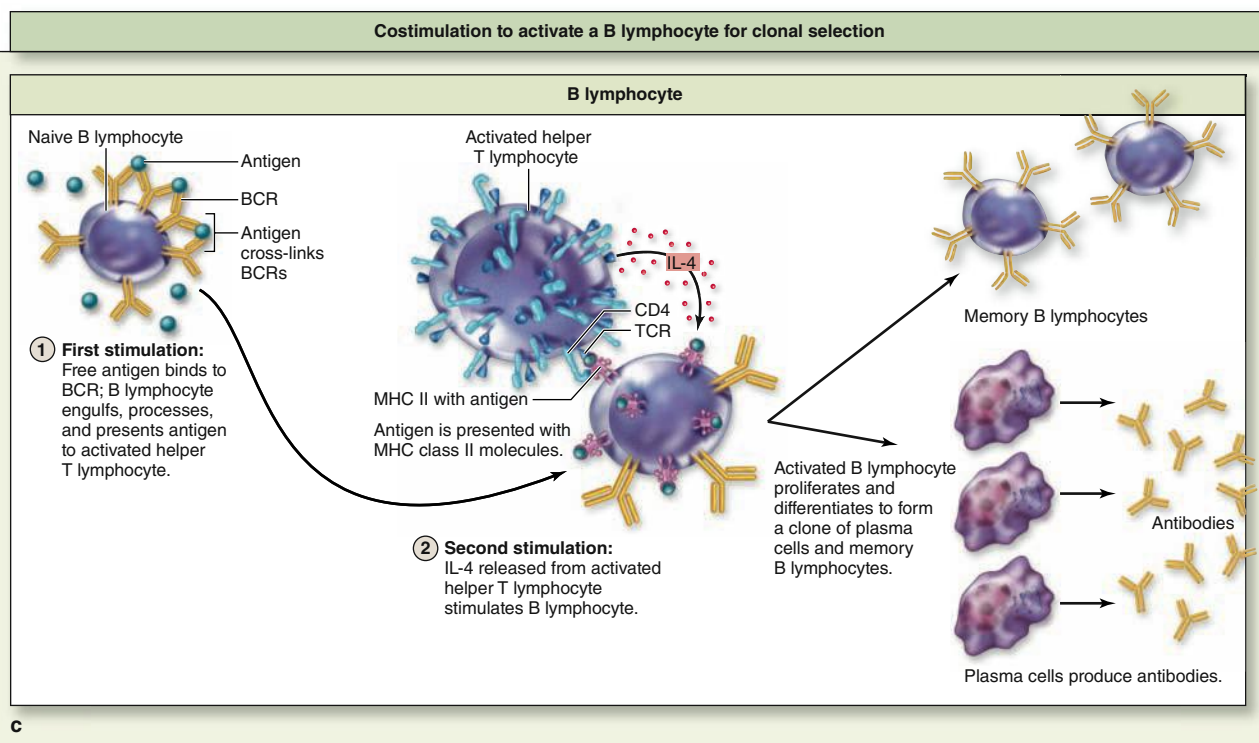 Costimulation to activate a B lymphocyte for clonal selection
B lymphocyte
Naive B lymphocyte
Antigen
BCR
Antigen
cross-links
BCRs
1 First stimulation:
Free antigen binds to
BCR; B lymphocyte
engulfs, processes,
and presents antigen
to activated helper
T lymphocyte.
Activated helper
T lymphocyte
IL-4
CD4
TCR
MHC II with antigen
Antigen is presented with
MHC class II molecules.
2 Second stimulation:
IL-4 released from activated
helper T lymphocyte
stimulates B lymphocyte.
Activated B lymphocyte
proliferates and
differentiates to form
a clone of plasma
cells and memory
B lymphocytes.
Memory B lymphocytes
Antibodies
Plasma cells produce antibodies.
c